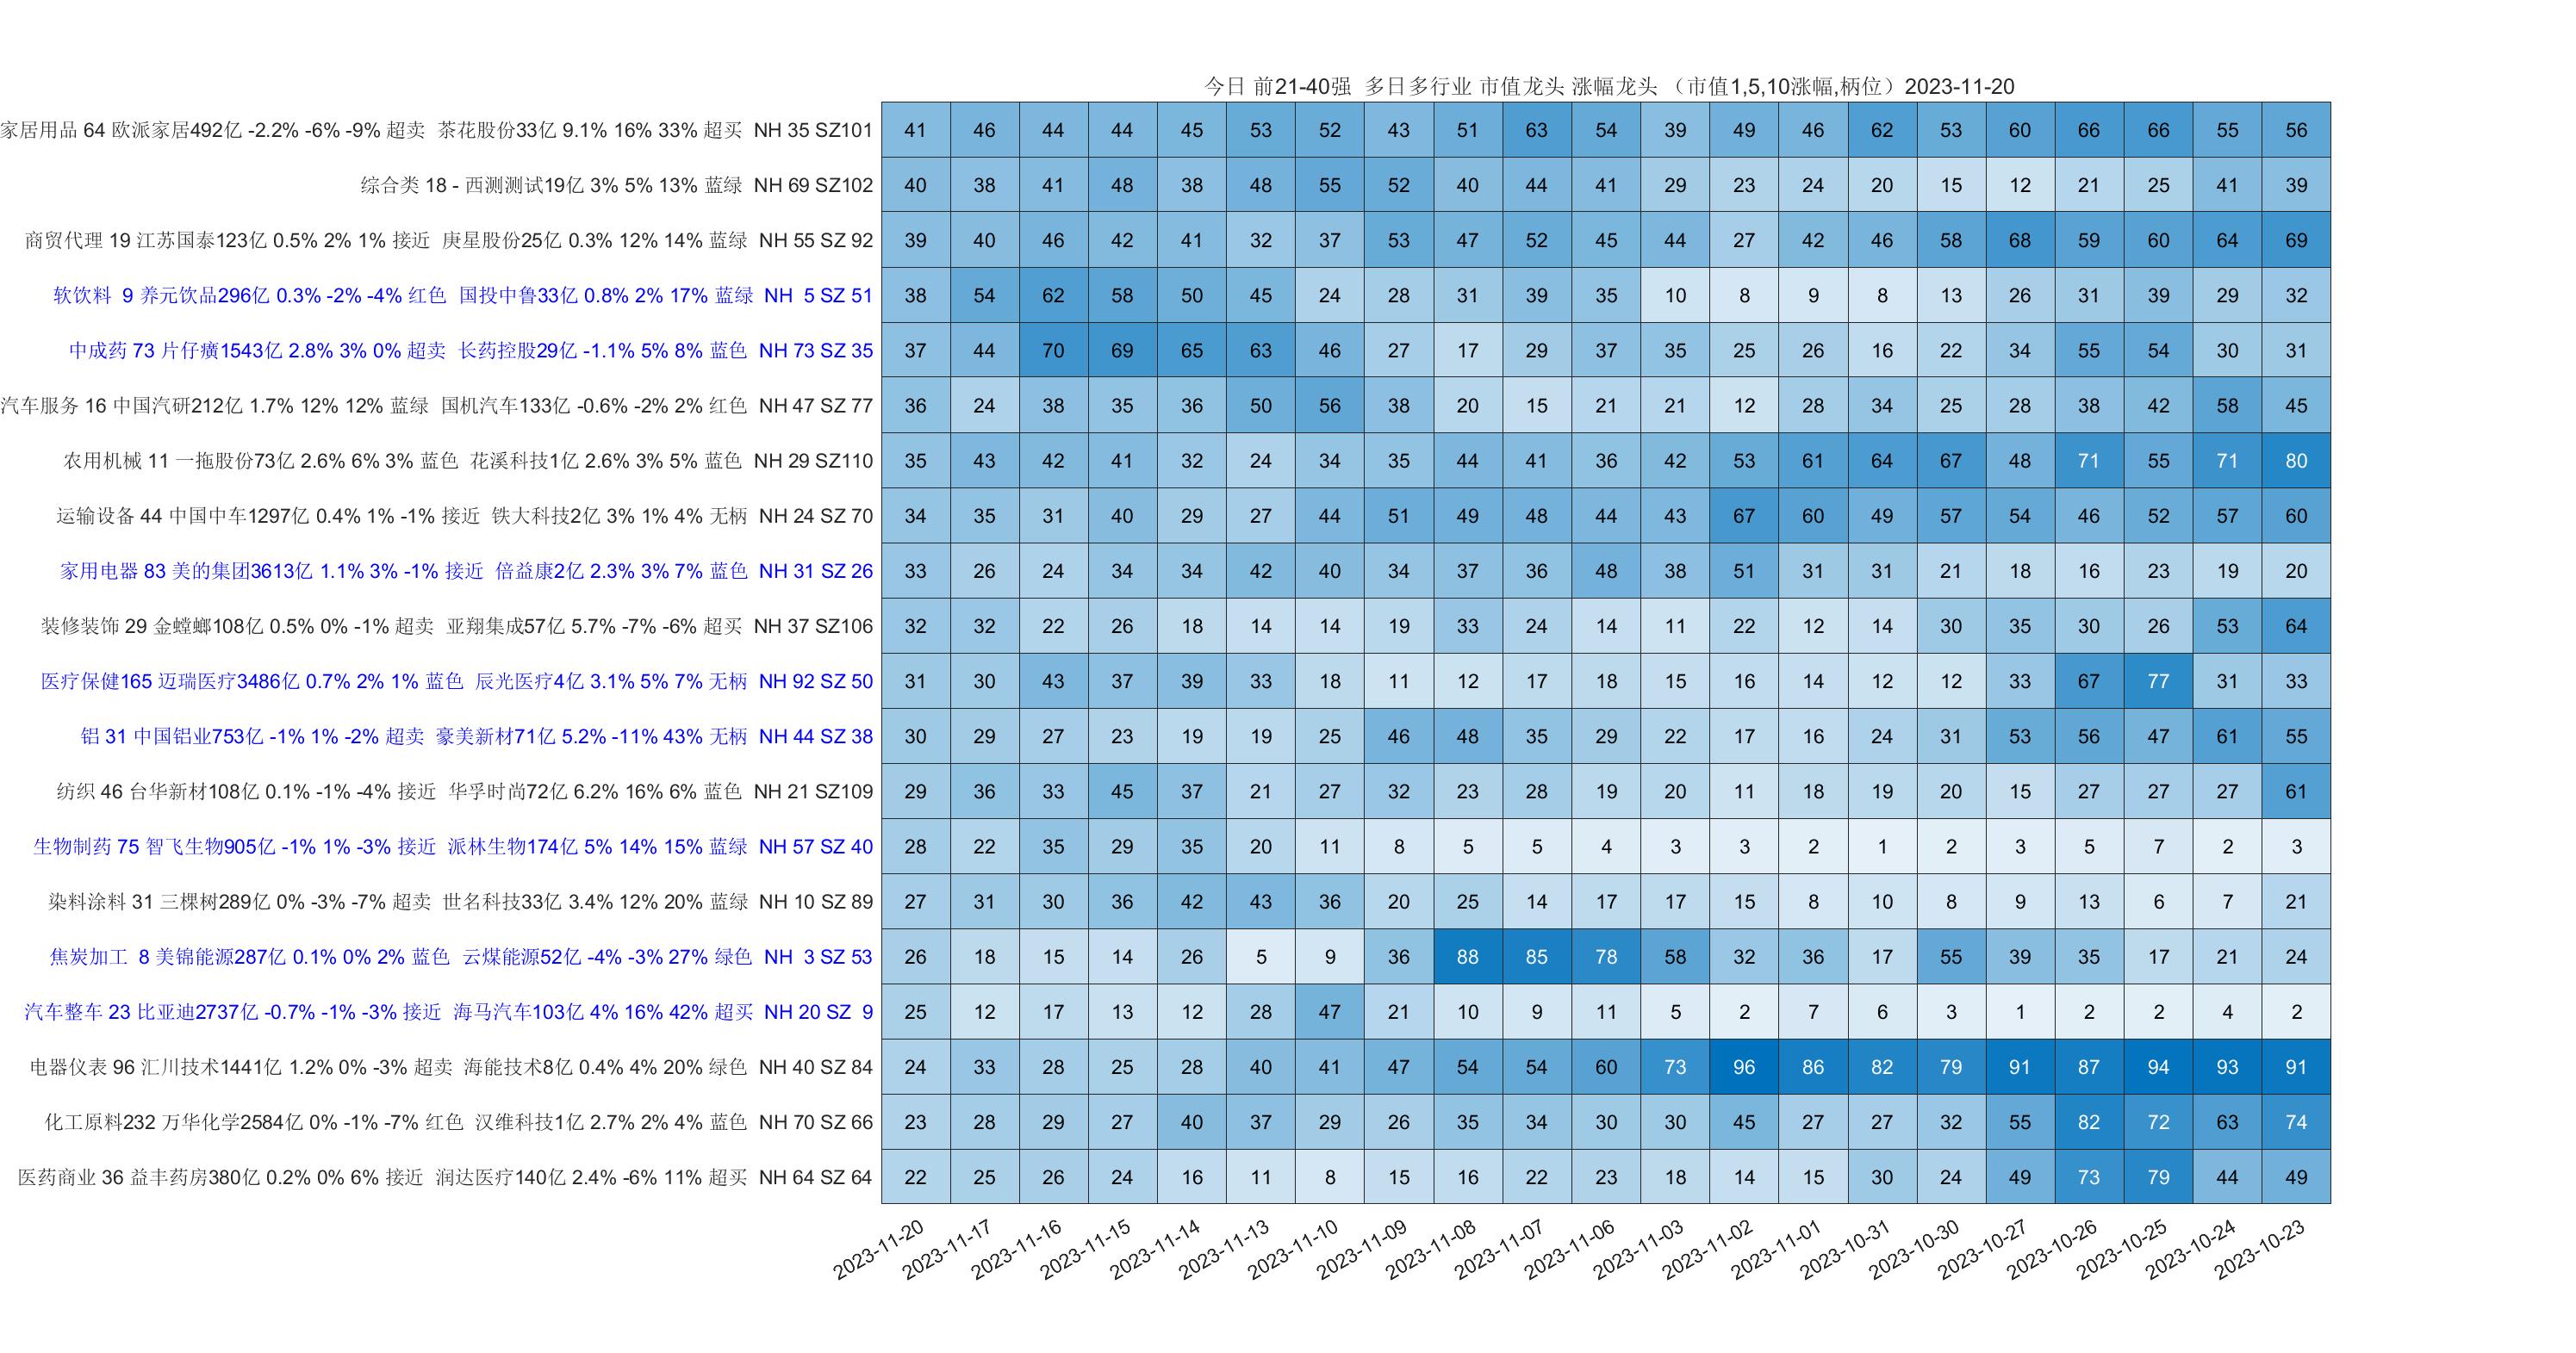 今日 前21-40强  多日多行业 市值龙头 涨幅龙头 （市值1,5,10涨幅,柄位）2023-11-20
家居用品 64 欧派家居492亿 -2.2% -6% -9% 超卖  茶花股份33亿 9.1% 16% 33% 超买  NH 35 SZ101 41 46 44 44 45 53 52 43 51 63 54 39 49 46 62 53 60 66 66 55 56
综合类 18 - 西测测试19亿 3% 5% 13% 蓝绿  NH 69 SZ102 40 38 41 48 38 48 55 52 40 44 41 29 23 24 20 15 12 21 25 41 39
商贸代理 19 江苏国泰123亿 0.5% 2% 1% 接近  庚星股份25亿 0.3% 12% 14% 蓝绿  NH 55 SZ 92 39 40 46 42 41 32 37 53 47 52 45 44 27 42 46 58 68 59 60 64 69
软饮料  9 养元饮品296亿 0.3% -2% -4% 红色  国投中鲁33亿 0.8% 2% 17% 蓝绿  NH  5 SZ 51 38 54 62 58 50 45 24 28 31 39 35 10 8 9 8 13 26 31 39 29 32
中成药 73 片仔癀1543亿 2.8% 3% 0% 超卖  长药控股29亿 -1.1% 5% 8% 蓝色  NH 73 SZ 35 37 44 70 69 65 63 46 27 17 29 37 35 25 26 16 22 34 55 54 30 31
汽车服务 16 中国汽研212亿 1.7% 12% 12% 蓝绿  国机汽车133亿 -0.6% -2% 2% 红色  NH 47 SZ 77 36 24 38 35 36 50 56 38 20 15 21 21 12 28 34 25 28 38 42 58 45
农用机械 11 一拖股份73亿 2.6% 6% 3% 蓝色  花溪科技1亿 2.6% 3% 5% 蓝色  NH 29 SZ110 35 43 42 41 32 24 34 35 44 41 36 42 53 61 64 67 48 71 55 71 80
运输设备 44 中国中车1297亿 0.4% 1% -1% 接近  铁大科技2亿 3% 1% 4% 无柄  NH 24 SZ 70 34 35 31 40 29 27 44 51 49 48 44 43 67 60 49 57 54 46 52 57 60
家用电器 83 美的集团3613亿 1.1% 3% -1% 接近  倍益康2亿 2.3% 3% 7% 蓝色  NH 31 SZ 26 33 26 24 34 34 42 40 34 37 36 48 38 51 31 31 21 18 16 23 19 20
装修装饰 29 金螳螂108亿 0.5% 0% -1% 超卖  亚翔集成57亿 5.7% -7% -6% 超买  NH 37 SZ106 32 32 22 26 18 14 14 19 33 24 14 11 22 12 14 30 35 30 26 53 64
医疗保健165 迈瑞医疗3486亿 0.7% 2% 1% 蓝色  辰光医疗4亿 3.1% 5% 7% 无柄  NH 92 SZ 50 31 30 43 37 39 33 18 11 12 17 18 15 16 14 12 12 33 67 77 31 33
铝 31 中国铝业753亿 -1% 1% -2% 超卖  豪美新材71亿 5.2% -11% 43% 无柄  NH 44 SZ 38 30 29 27 23 19 19 25 46 48 35 29 22 17 16 24 31 53 56 47 61 55
纺织 46 台华新材108亿 0.1% -1% -4% 接近  华孚时尚72亿 6.2% 16% 6% 蓝色  NH 21 SZ109 29 36 33 45 37 21 27 32 23 28 19 20 11 18 19 20 15 27 27 27 61
生物制药 75 智飞生物905亿 -1% 1% -3% 接近  派林生物174亿 5% 14% 15% 蓝绿  NH 57 SZ 40 28 22 35 29 35 20 11 8 5 5 4 3 3 2 1 2 3 5 7 2 3
染料涂料 31 三棵树289亿 0% -3% -7% 超卖  世名科技33亿 3.4% 12% 20% 蓝绿  NH 10 SZ 89 27 31 30 36 42 43 36 20 25 14 17 17 15 8 10 8 9 13 6 7 21
焦炭加工  8 美锦能源287亿 0.1% 0% 2% 蓝色  云煤能源52亿 -4% -3% 27% 绿色  NH  3 SZ 53 26 18 15 14 26 5 9 36 88 85 78 58 32 36 17 55 39 35 17 21 24
汽车整车 23 比亚迪2737亿 -0.7% -1% -3% 接近  海马汽车103亿 4% 16% 42% 超买  NH 20 SZ  9 25 12 17 13 12 28 47 21 10 9 11 5 2 7 6 3 1 2 2 4 2
电器仪表 96 汇川技术1441亿 1.2% 0% -3% 超卖  海能技术8亿 0.4% 4% 20% 绿色  NH 40 SZ 84 24 33 28 25 28 40 41 47 54 54 60 73 96 86 82 79 91 87 94 93 91
化工原料232 万华化学2584亿 0% -1% -7% 红色  汉维科技1亿 2.7% 2% 4% 蓝色  NH 70 SZ 66 23 28 29 27 40 37 29 26 35 34 30 30 45 27 27 32 55 82 72 63 74
医药商业 36 益丰药房380亿 0.2% 0% 6% 接近  润达医疗140亿 2.4% -6% 11% 超买  NH 64 SZ 64 22 25 26 24 16 11 8 15 16 22 23 18 14 15 30 24 49 73 79 44 49
2023-11-20 2023-11-17 2023-11-16 2023-11-15 2023-11-14 2023-11-13 2023-11-10 2023-11-09 2023-11-08 2023-11-07 2023-11-06 2023-11-03 2023-11-02 2023-11-01 2023-10-31 2023-10-30 2023-10-27 2023-10-26 2023-10-25 2023-10-24 2023-10-23